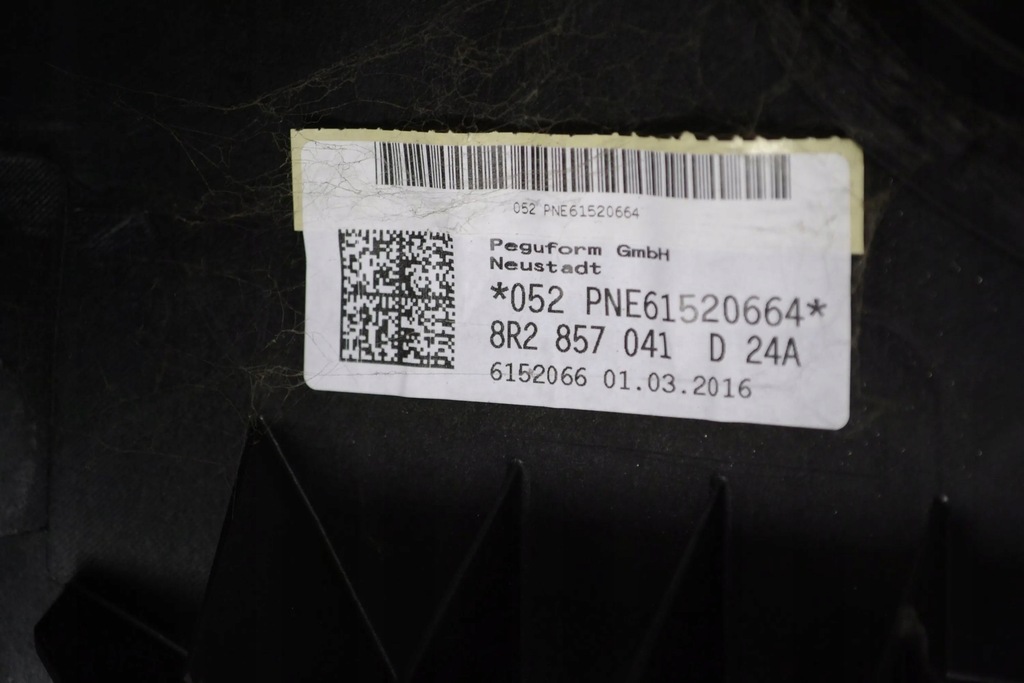 052 PNE61520664
Peguform GmbH
Neustadt
*052 PNE61520664*
8R2 857 041 D 24A
6152066 01.03.2016